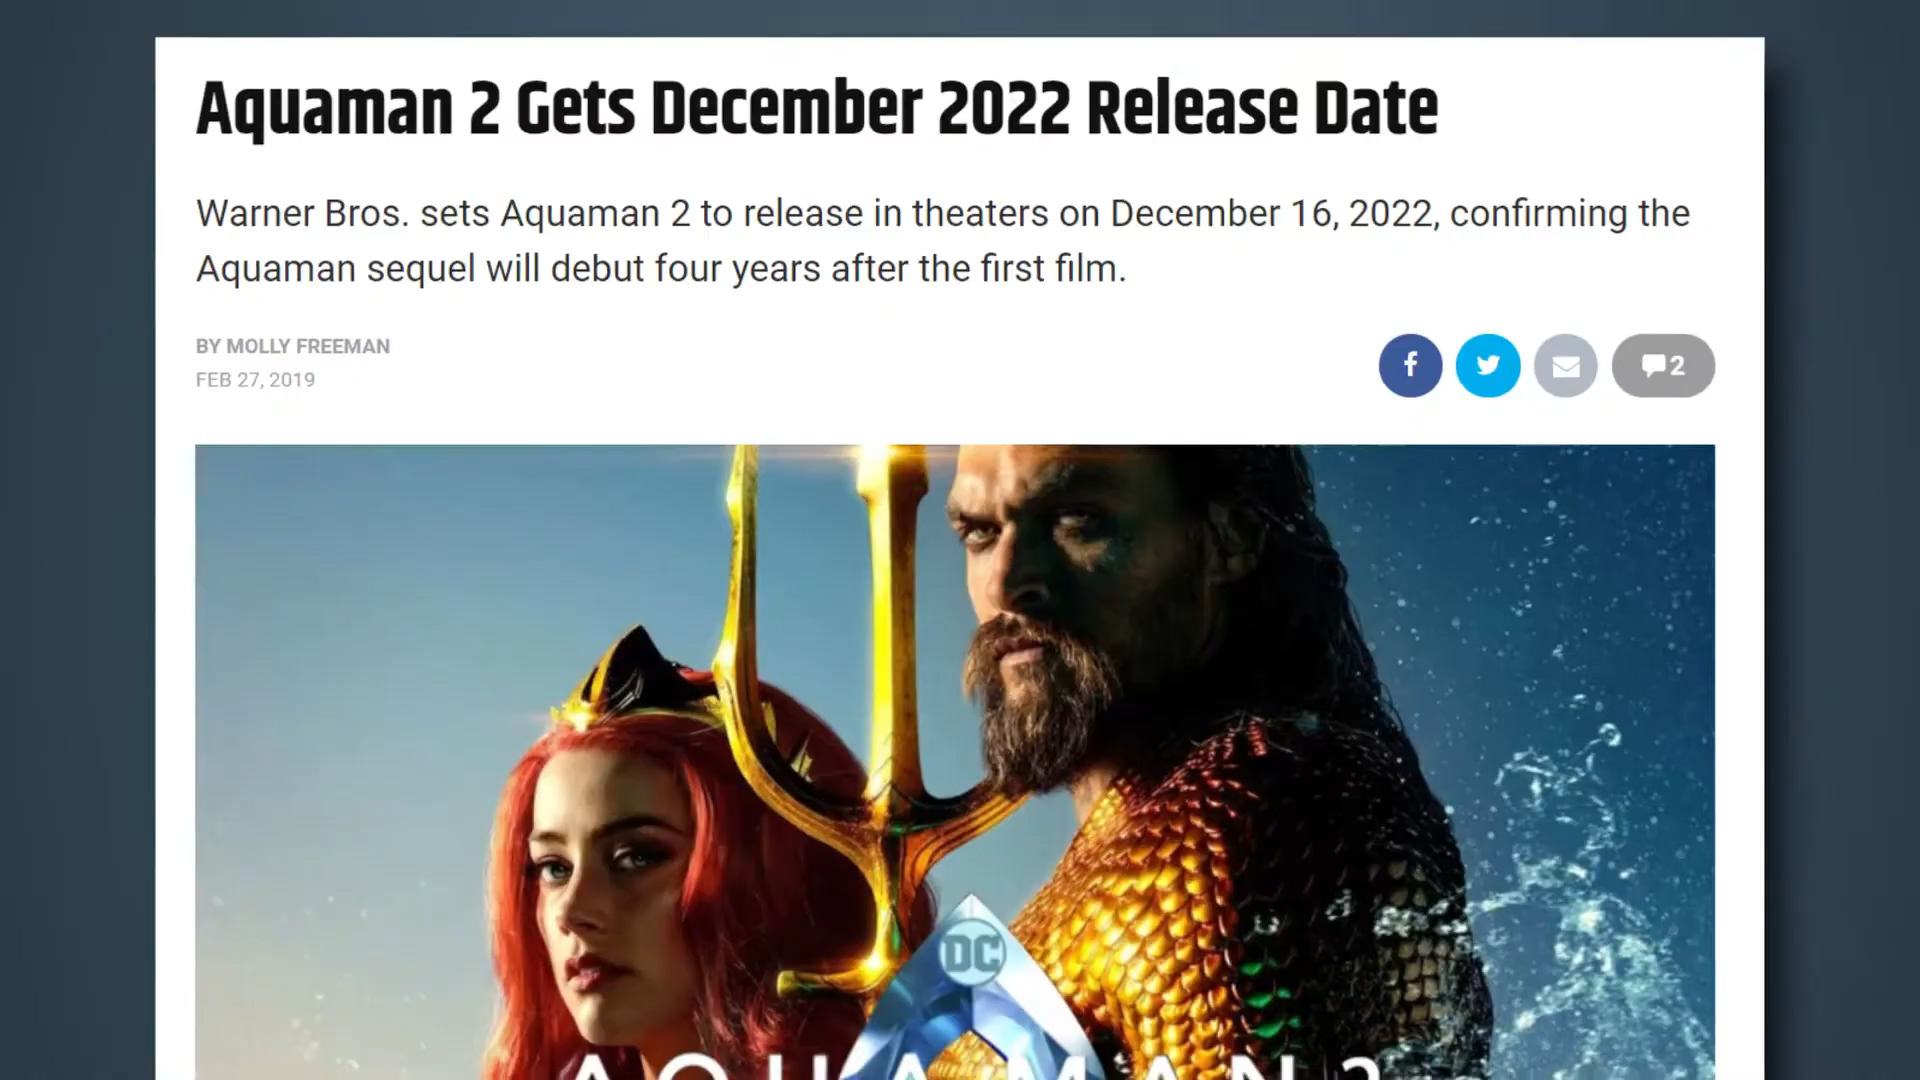 Aquaman 2 Gets December 2022 Release Date
Warner Bros. sets Aquaman 2 to release in theaters on December 16, 2022, confirming the
Aquaman sequel will debut four years after the first film.
BY MOLLY FREEMAN
FEB 27, 2019
f
2
DC
AQUAMAN 2